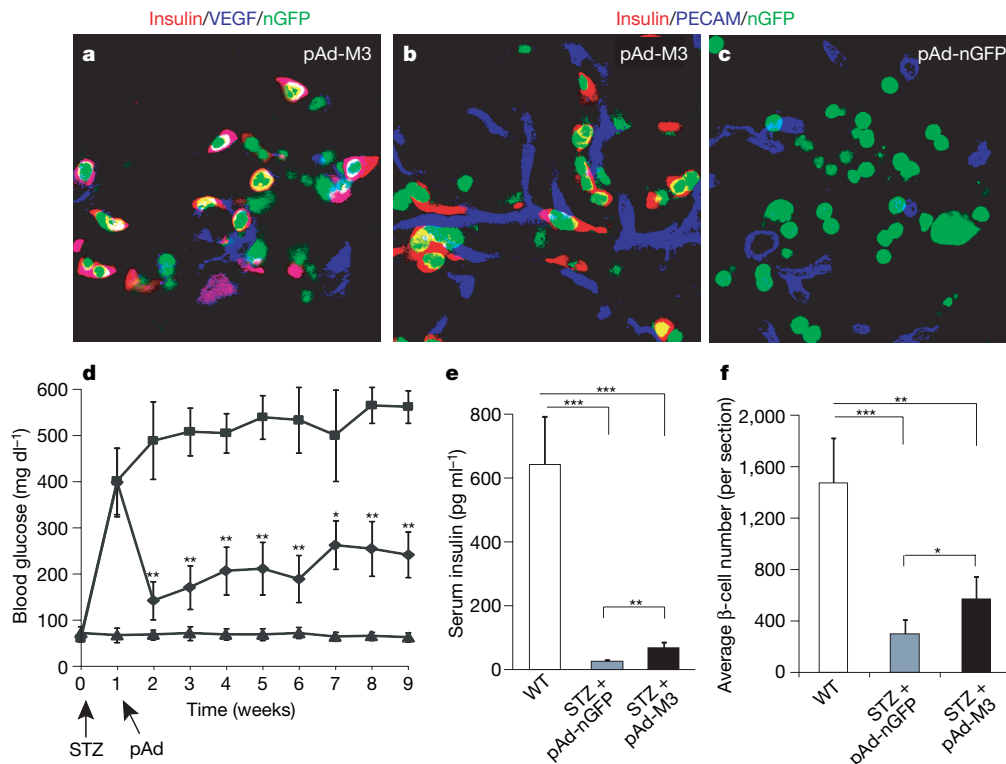 Insulin/VEGF/nGFP
Insulin/PECAM/nGFP
a
pAd-M3
b
pAd-M3
c
pAd-nGFP
d
Blood glucose (mg dl⁻¹)
600
500
400
300
200
100
0
**
**
**
**
**
*
**
**
0 1 2 3 4 5 6 7 8 9
Time (weeks)
STZ
pAd
e
Serum insulin (pg ml⁻¹)
800
600
400
200
0
***
***
**
WT
STZ +
pAd-nGFP
STZ +
pAd-M3
f
Average β-cell number (per section)
2,000
1,600
1,200
800
400
0
**
***
*
WT
STZ +
pAd-nGFP
STZ +
pAd-M3